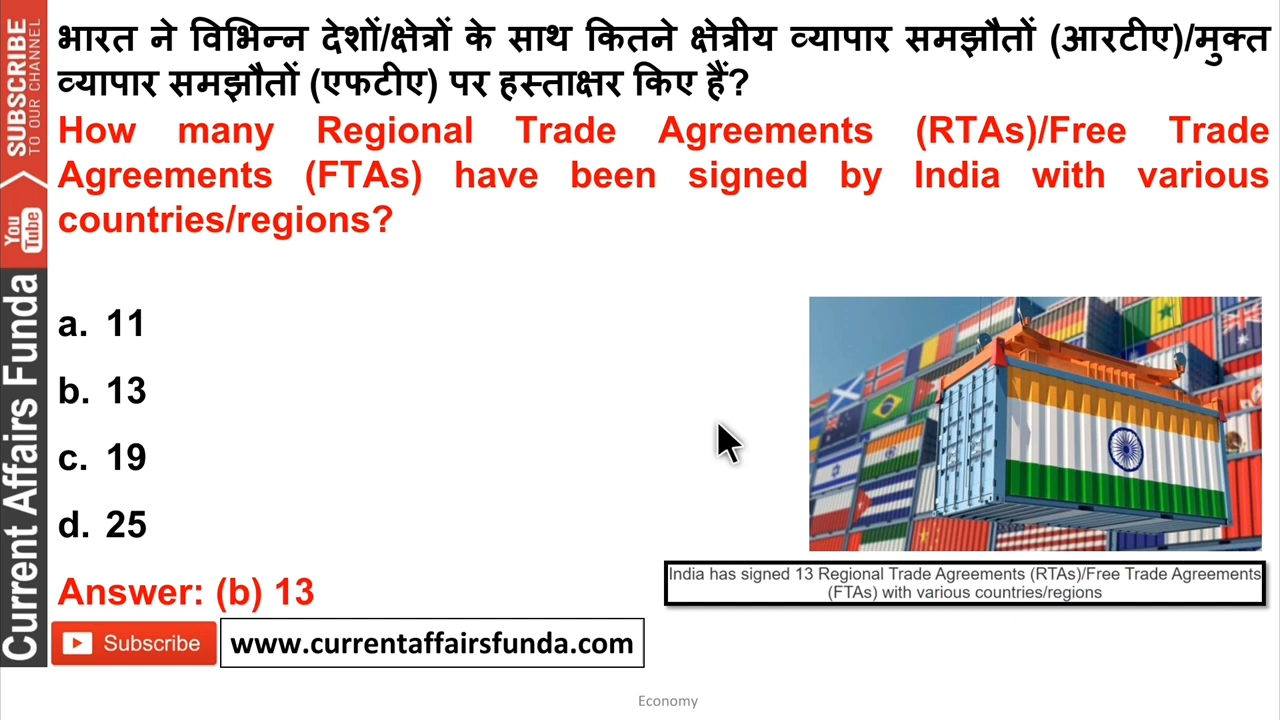 भारत ने विभिन्न देशों/क्षेत्रों के साथ कितने क्षेत्रीय व्यापार समझौतों (आरटीए)/मुक्त
व्यापार समझौतों (एफटीए) पर हस्ताक्षर किए हैं?
How many Regional Trade Agreements (RTAs)/Free Trade
Agreements (FTAs) have been signed by India with various
countries/regions?
a. 11
b. 13
c. 19
d. 25
Answer: (b) 13
India has signed 13 Regional Trade Agreements (RTAs)/Free Trade Agreements
(FTAs) with various countries/regions
Subscribe
www.currentaffairsfunda.com
Economy
SUBSCRIBE
TO OUR CHANNEL
You
Tube
Current Affairs Funda